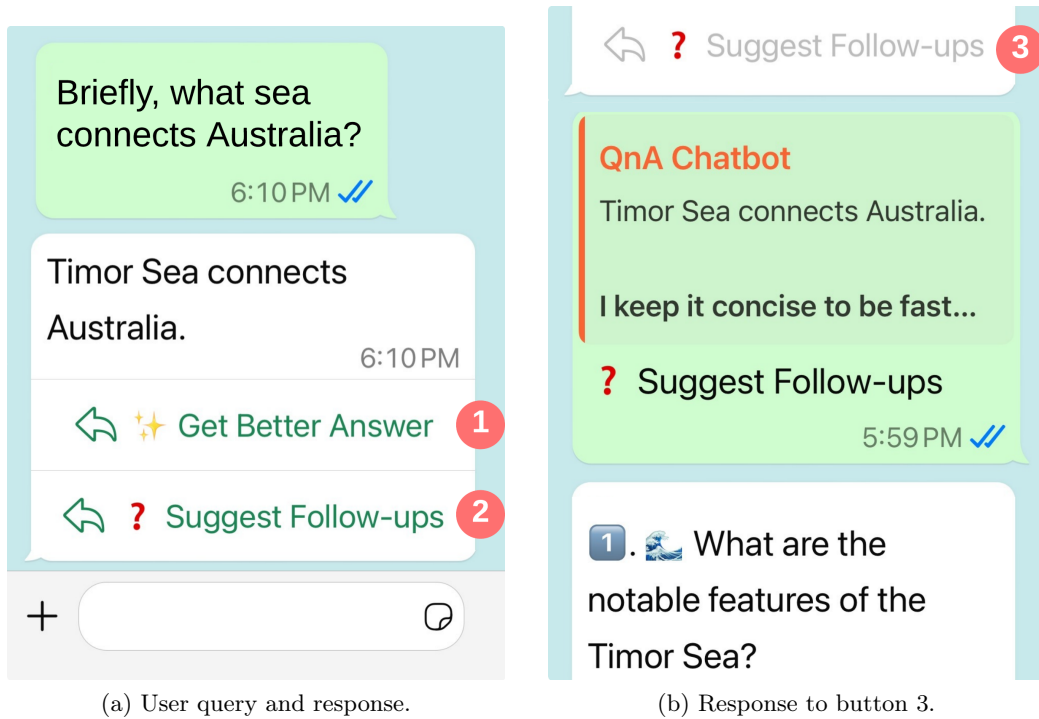 Briefly, what sea
connects Australia?
6:10 PM
Timor Sea connects
Australia.
6:10 PM
Get Better Answer
1
? Suggest Follow-ups
2
(a) User query and response.
? Suggest Follow-ups
3
QnA Chatbot
Timor Sea connects Australia.
I keep it concise to be fast...
? Suggest Follow-ups
5:59 PM
1. What are the
notable features of the
Timor Sea?
(b) Response to button 3.